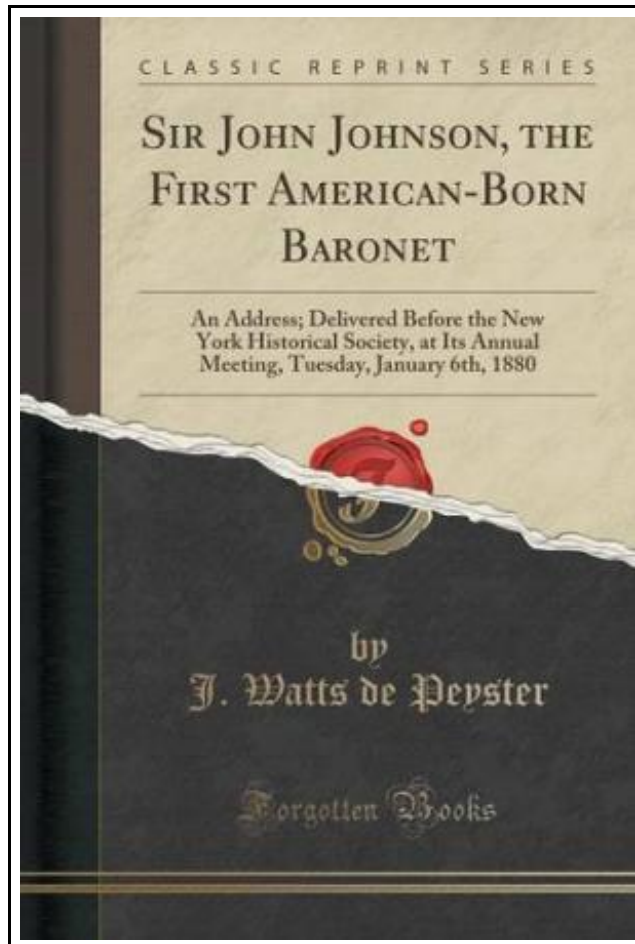 CLASSIC REPRINT SERIES
SIR JOHN JOHNSON, THE
FIRST AMERICAN-BORN
BARONET
An Address; Delivered Before the New
York Historical Society, at Its Annual
Meeting, Tuesday, January 6th, 1880
by
J. Watts de Peyster
Forgotten Books